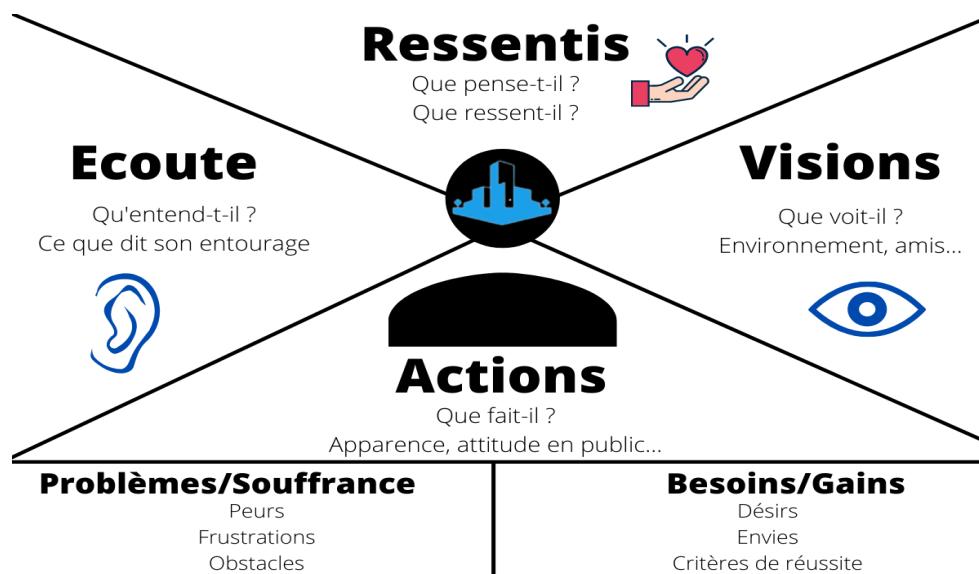 Ressentis
Que pense-t-il ?
Que ressent-il ?
Ecoute
Qu'entend-t-il ?
Ce que dit son entourage
Visions
Que voit-il ?
Environnement, amis...
Actions
Que fait-il ?
Apparence, attitude en public...
Problèmes/Souffrance
Peurs
Frustrations
Obstacles
Besoins/Gains
Désirs
Envies
Critères de réussite